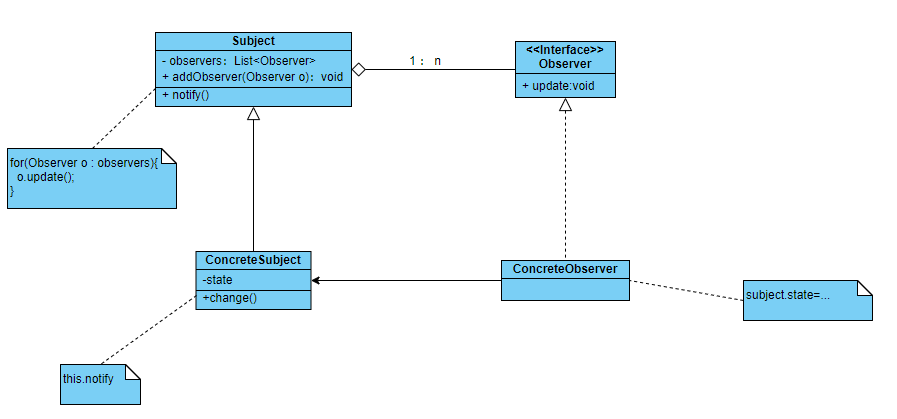 Subject
- observers：List<Observer>
+ addObserver(Observer o)：void
+ notify()
1：n
<<Interface>>
Observer
+ update:void
for(Observer o : observers){
o.update();
}
ConcreteSubject
-state
+change()
ConcreteObserver
subject.state=...
this.notify